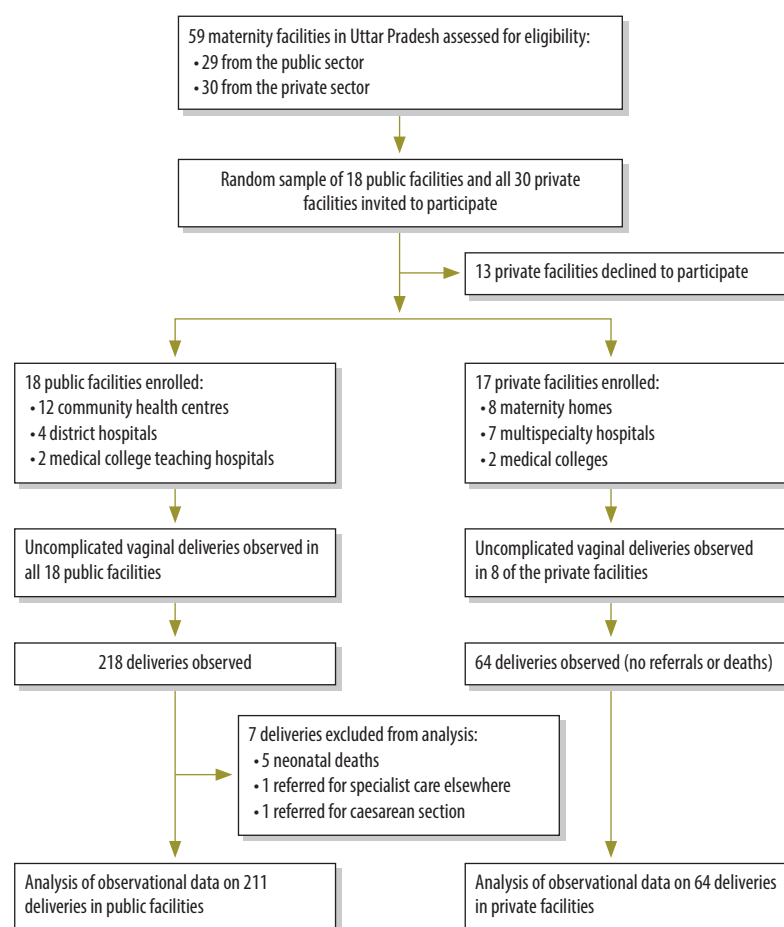 59 maternity facilities in Uttar Pradesh assessed for eligibility:
• 29 from the public sector
• 30 from the private sector
Random sample of 18 public facilities and all 30 private
facilities invited to participate
13 private facilities declined to participate
18 public facilities enrolled:
• 12 community health centres
• 4 district hospitals
• 2 medical college teaching hospitals
17 private facilities enrolled:
• 8 maternity homes
• 7 multispecialty hospitals
• 2 medical colleges
Uncomplicated vaginal deliveries observed in
all 18 public facilities
Uncomplicated vaginal deliveries observed
in 8 of the private facilities
218 deliveries observed
64 deliveries observed (no referrals or deaths)
7 deliveries excluded from analysis:
• 5 neonatal deaths
• 1 referred for specialist care elsewhere
• 1 referred for caesarean section
Analysis of observational data on 211
deliveries in public facilities
Analysis of observational data on 64 deliveries
in private facilities